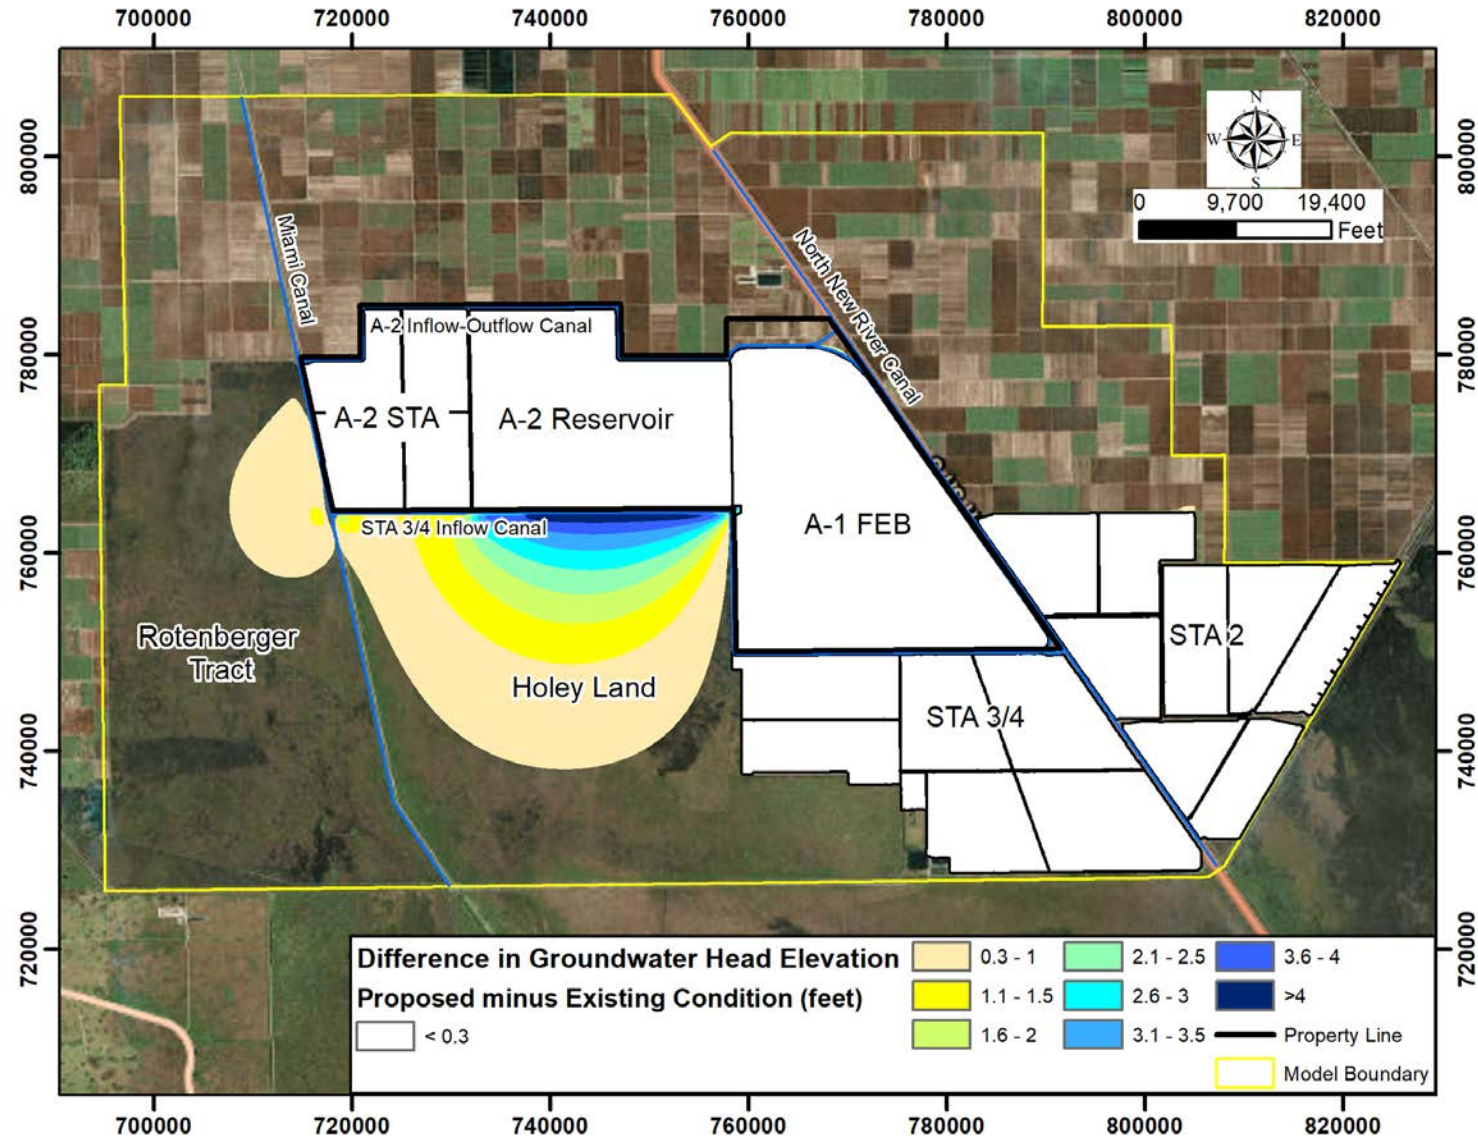 700000 720000 740000 760000 780000 800000 820000
800000
780000
760000
740000
720000
800000
780000
760000
740000
720000
N
W E
S
0 9,700 19,400
Feet
Miami Canal
North New River Canal
A-2 Inflow-Outflow Canal
A-2 STA
A-2 Reservoir
STA 3/4 Inflow Canal
A-1 FEB
Rotenberger
Tract
Holey Land
STA 2
STA 3/4
Difference in Groundwater Head Elevation
Proposed minus Existing Condition (feet)
< 0.3
0.3 - 1
1.1 - 1.5
1.6 - 2
2.1 - 2.5
2.6 - 3
3.1 - 3.5
3.6 - 4
>4
Property Line
Model Boundary
700000 720000 740000 760000 780000 800000 820000